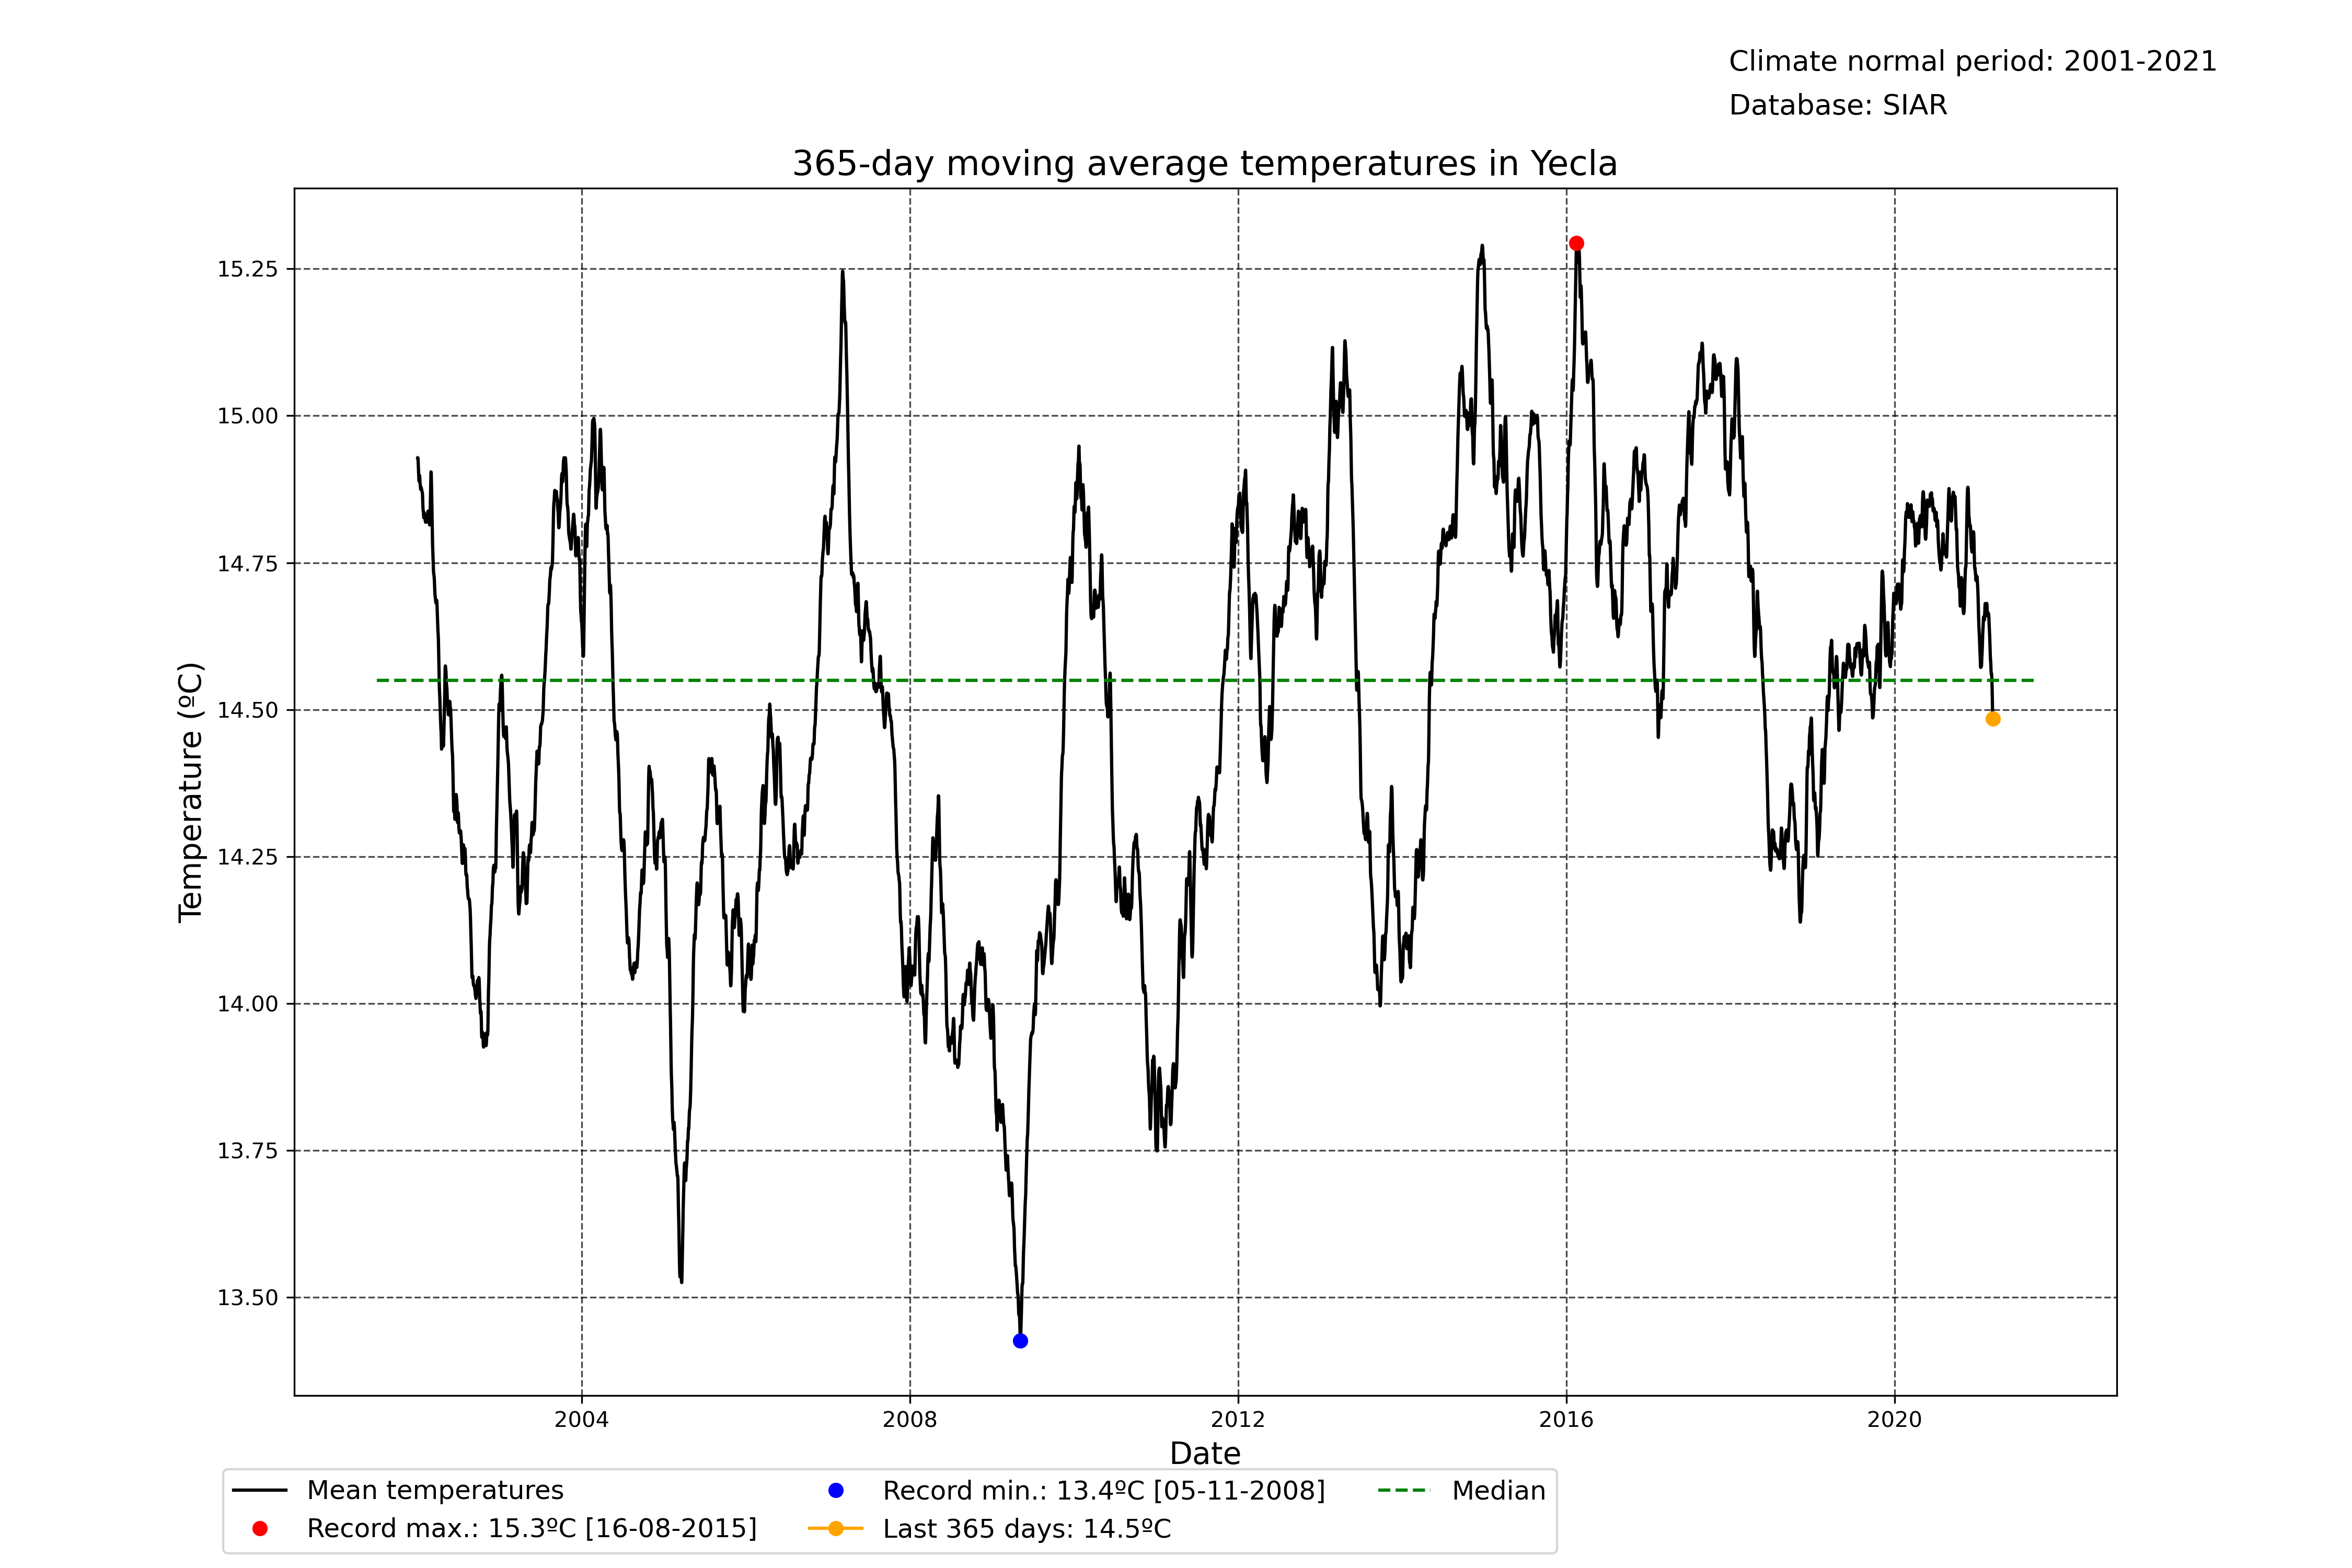 Climate normal period: 2001-2021
Database: SIAR
365-day moving average temperatures in Yecla
Temperature (ºC)
15.25
15.00
14.75
14.50
14.25
14.00
13.75
13.50
2004
2008
2012
2016
2020
Date
Mean temperatures
Record max.: 15.3ºC [16-08-2015]
Record min.: 13.4ºC [05-11-2008]
Last 365 days: 14.5ºC
Median